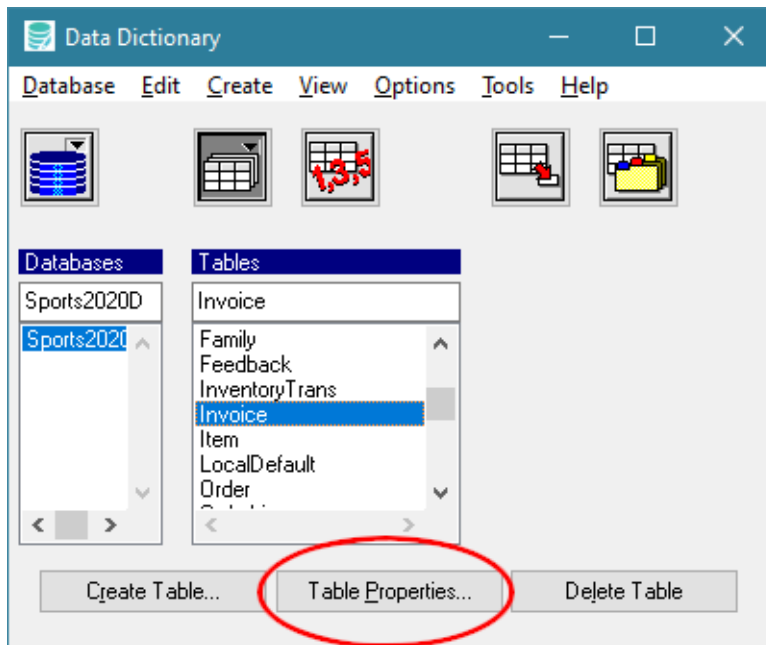 Data Dictionary
Database Edit Create View Options Tools Help
1,3,5
Databases Tables
Sports2020D Invoice
Sports2020 Family
Feedback
InventoryTrans
Invoice
Item
LocalDefault
Order
Create Table... Table Properties... Delete Table